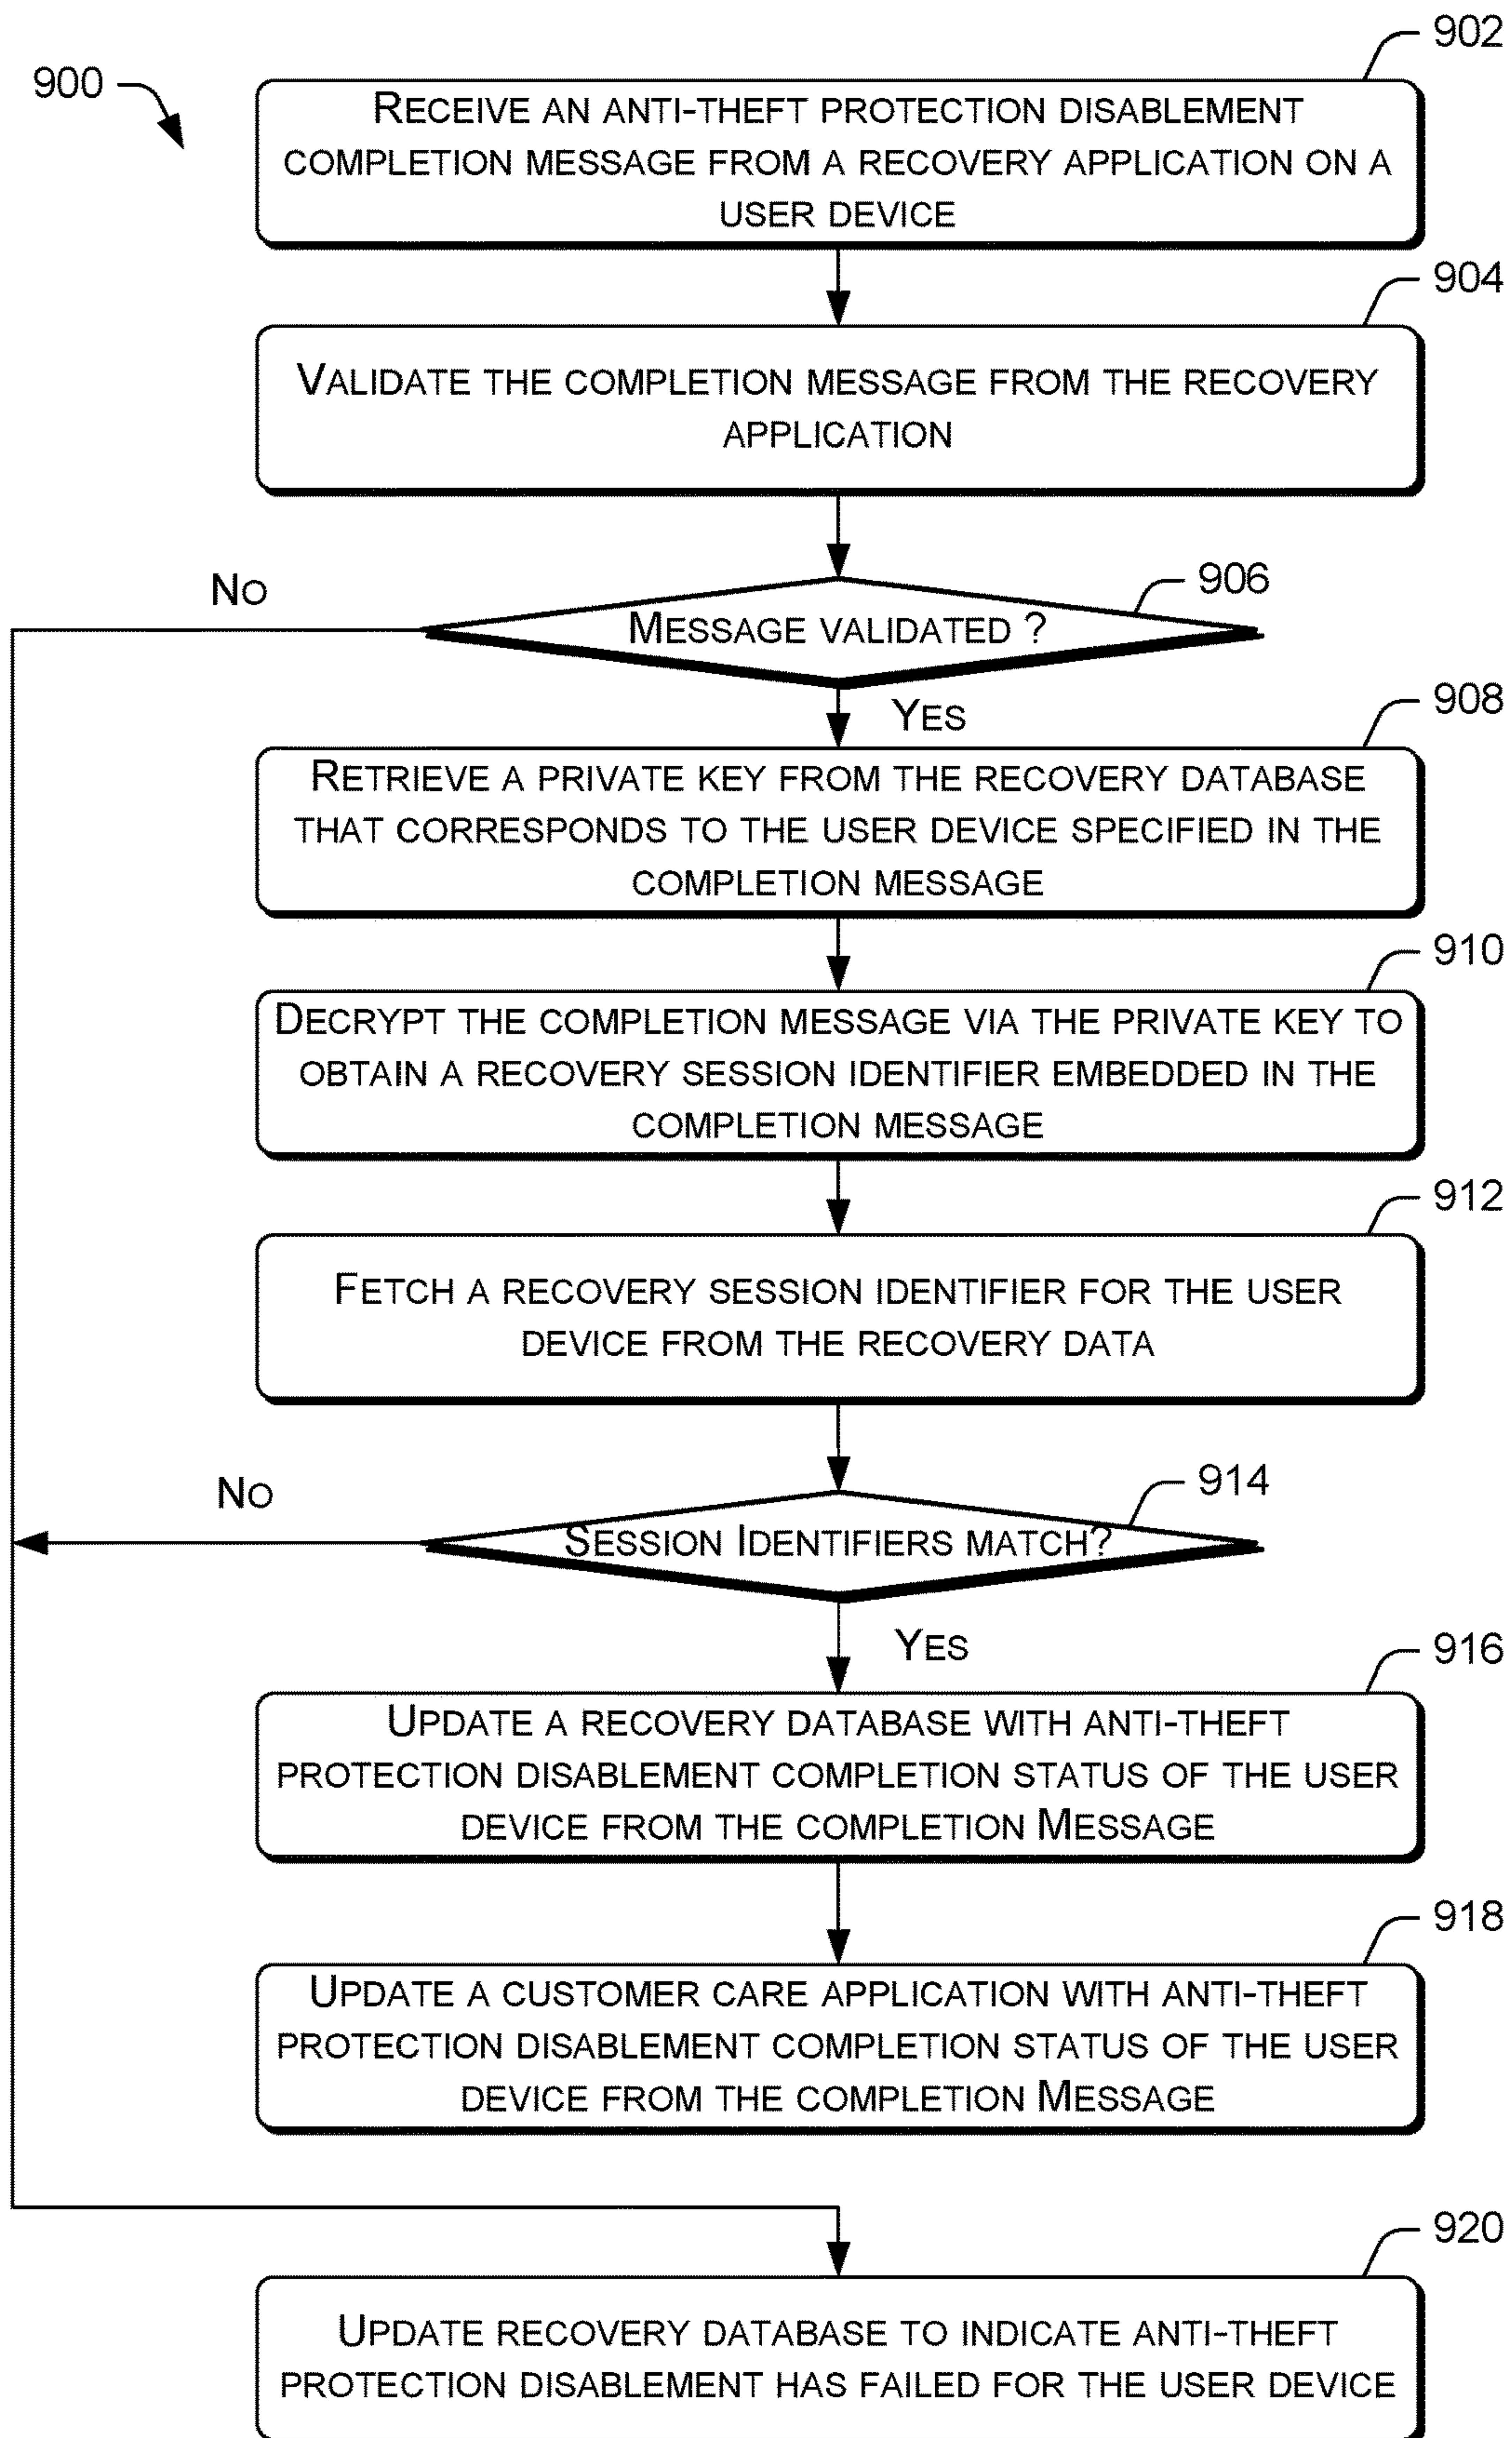 902
900
RECEIVE AN ANTI-THEFT PROTECTION DISABLEMENT
COMPLETION MESSAGE FROM A RECOVERY APPLICATION ON A
USER DEVICE
904
VALIDATE THE COMPLETION MESSAGE FROM THE RECOVERY
APPLICATION
NO
906
MESSAGE VALIDATED ?
YES
908
RETRIEVE A PRIVATE KEY FROM THE RECOVERY DATABASE
THAT CORRESPONDS TO THE USER DEVICE SPECIFIED IN THE
COMPLETION MESSAGE
910
DECRYPT THE COMPLETION MESSAGE VIA THE PRIVATE KEY TO
OBTAIN A RECOVERY SESSION IDENTIFIER EMBEDDED IN THE
COMPLETION MESSAGE
912
FETCH A RECOVERY SESSION IDENTIFIER FOR THE USER
DEVICE FROM THE RECOVERY DATA
NO
914
SESSION IDENTIFIERS MATCH?
YES
916
UPDATE A RECOVERY DATABASE WITH ANTI-THEFT
PROTECTION DISABLEMENT COMPLETION STATUS OF THE USER
DEVICE FROM THE COMPLETION MESSAGE
918
UPDATE A CUSTOMER CARE APPLICATION WITH ANTI-THEFT
PROTECTION DISABLEMENT COMPLETION STATUS OF THE USER
DEVICE FROM THE COMPLETION MESSAGE
920
UPDATE RECOVERY DATABASE TO INDICATE ANTI-THEFT
PROTECTION DISABLEMENT HAS FAILED FOR THE USER DEVICE